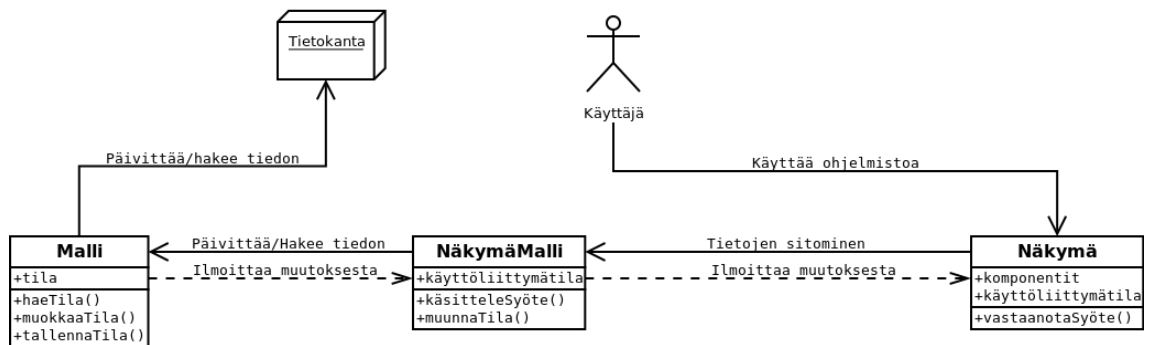 Tietokanta
Käyttäjä
Päivittää/hakee tiedon
Käyttää ohjelmistoa
Malli
+tila
+haeTila()
+muokkaaTila()
+tallennaTila()
Päivittää/Hakee tiedon
Ilmoittaa muutoksesta
NäkymäMalli
+käyttöliittymätila
+käsitteleSyöte()
+muunnaTila()
Tietojen sitominen
Ilmoittaa muutoksesta
Näkymä
+komponentit
+käyttöliittymätila
+vastaanotaSyöte()